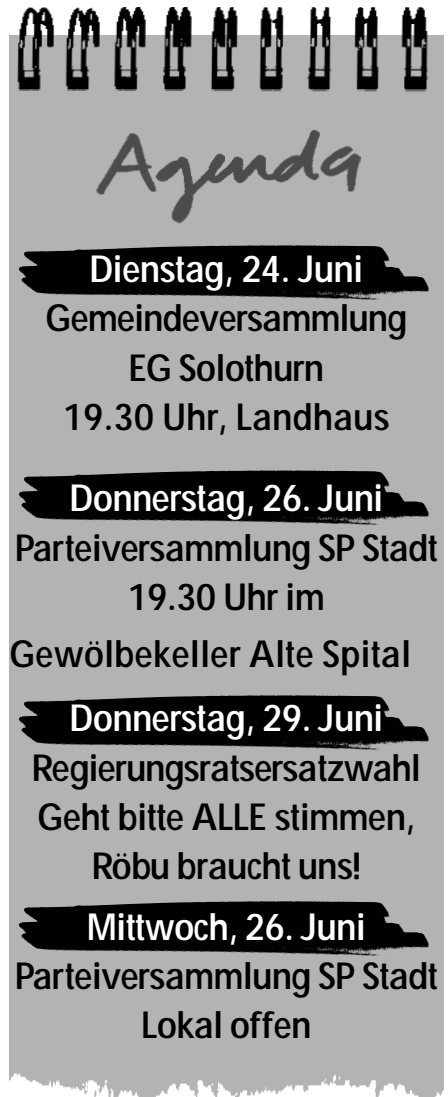 Agenda
Dienstag, 24. Juni
Gemeindeversammlung
EG Solothurn
19.30 Uhr, Landhaus
Donnerstag, 26. Juni
Parteiversammlung SP Stadt
19.30 Uhr im
Gewölbekeller Alte Spital
Donnerstag, 29. Juni
Regierungsratsersatzwahl
Geht bitte ALLE stimmen,
Röbu braucht uns!
Mittwoch, 26. Juni
Parteiversammlung SP Stadt
Lokal offen